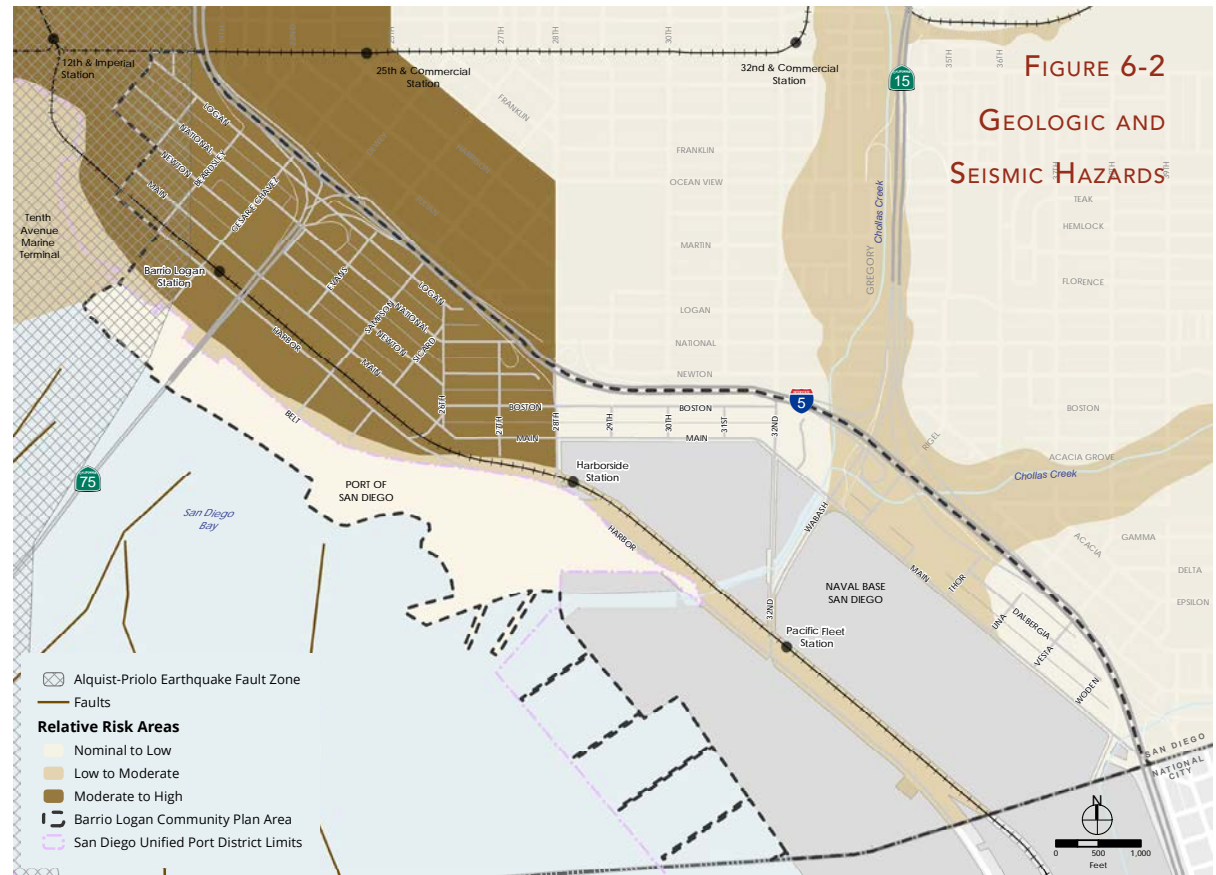 FIGURE 6-2
GEOLOGIC AND
SEISMIC HAZARDS
12th & Imperial
Station
25th & Commercial
Station
32nd & Commercial
Station
25TH
27TH
28TH
30TH
35TH
36TH
37TH
39TH
15
FRANKLIN
FRANKLIN
OCEAN VIEW
MARTIN
LOGAN
NATIONAL
NEWTON
TEAK
HEMLOCK
FLORENCE
BOSTON
ACACIA GROVE
GREGORY
Chollas Creek
RIGEL
Chollas Creek
ACACIA
GAMMA
DELTA
EPSILON
LOGAN
NATIONAL
NEWTON
MAIN
BEARDSLEY
CESAR E CHAVEZ
Tenth
Avenue
Marine
Terminal
Barrio Logan
Station
EVANS
LOGAN
SAMPSON
NATIONAL
NEWTON
SICARD
HARBOR
MAIN
BELT
26TH
27TH
28TH
29TH
30TH
31ST
32ND
BOSTON
BOSTON
MAIN
MAIN
5
75
San Diego
Bay
PORT OF
SAN DIEGO
Harborside
Station
HARBOR
WABASH
32ND
NAVAL BASE
SAN DIEGO
Pacific Fleet
Station
MAIN
THOR
UNA
DALBERGIA
VESTA
WODEN
SAN DIEGO
NATIONAL
CITY
Alquist-Priolo Earthquake Fault Zone
Faults
Relative Risk Areas
Nominal to Low
Low to Moderate
Moderate to High
Barrio Logan Community Plan Area
San Diego Unified Port District Limits
N
0 500 1,000
Feet